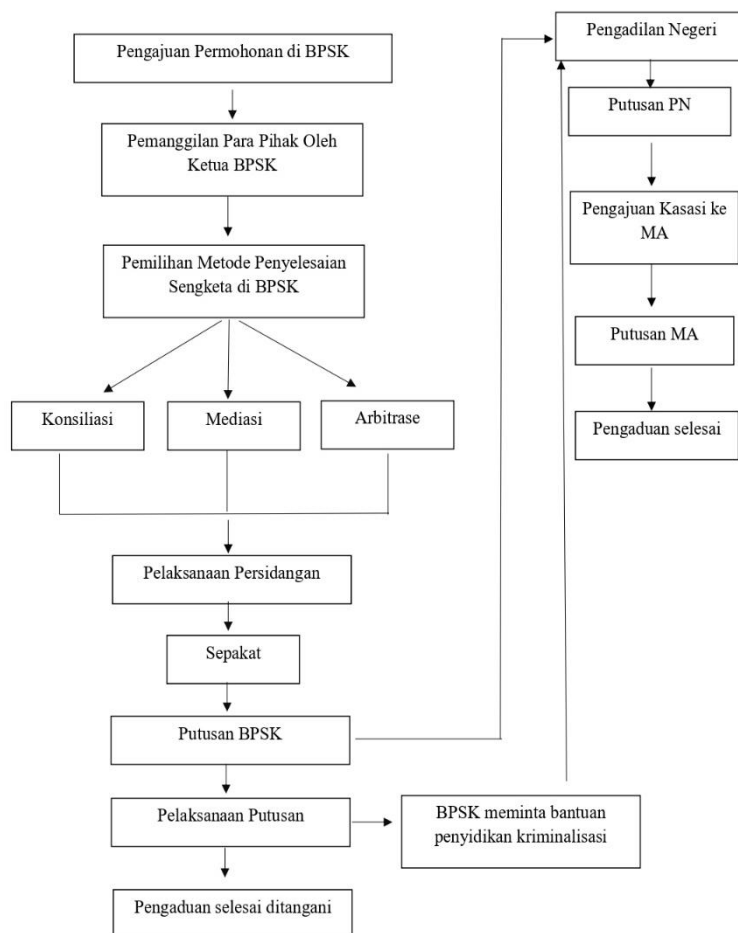 Pengajuan Permohonan di BPSK
Pemanggilan Para Pihak Oleh
Ketua BPSK
Pemilihan Metode Penyelesaian
Sengketa di BPSK
Konsiliasi
Mediasi
Arbitrase
Pelaksanaan Persidangan
Sepakat
Putusan BPSK
Pelaksanaan Putusan
Pengaduan selesai ditangani
BPSK meminta bantuan
penyidikan kriminalisasi
Pengadilan Negeri
Putusan PN
Pengajuan Kasasi ke
MA
Putusan MA
Pengaduan selesai